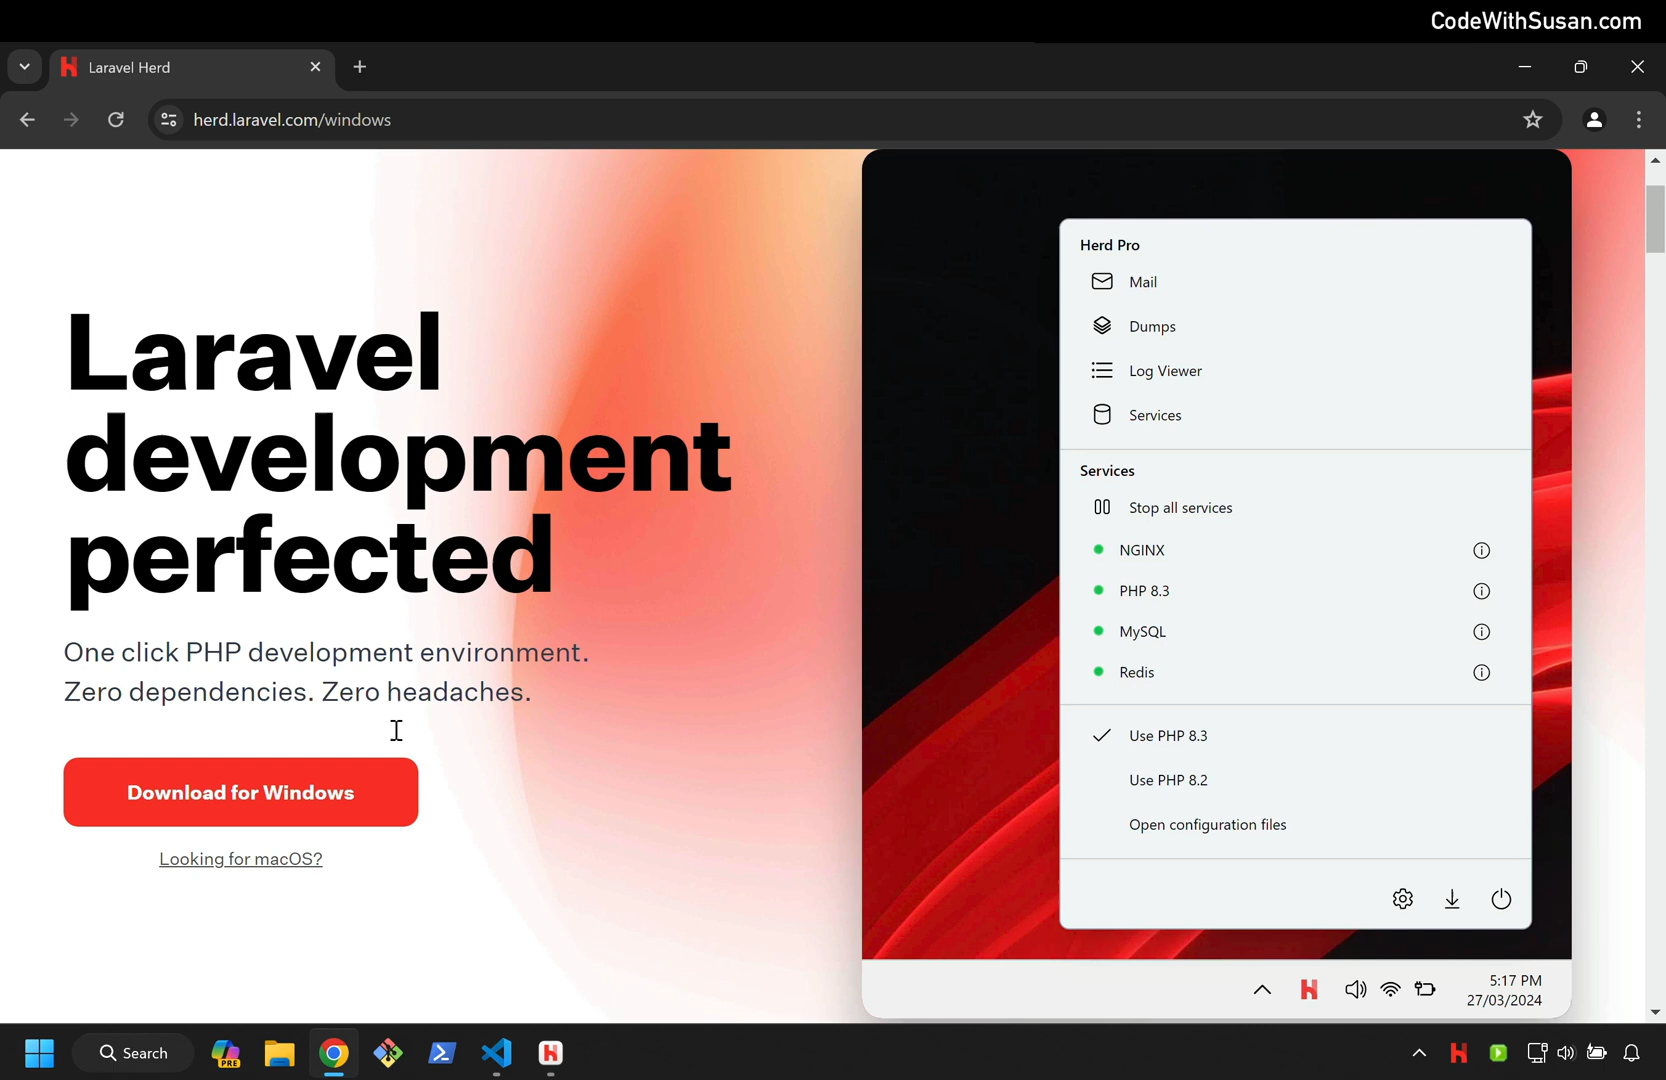 CodeWithSusan.com
Laravel Herd
herd.laravel.com/windows
Laravel
development
perfected
One click PHP development environment.
Zero dependencies. Zero headaches.
Download for Windows
Looking for macOS?
Herd Pro
Mail
Dumps
Log Viewer
Services
Services
Stop all services
NGINX
PHP 8.3
MySQL
Redis
Use PHP 8.3
Use PHP 8.2
Open configuration files
5:17 PM
27/03/2024
Search
PRE